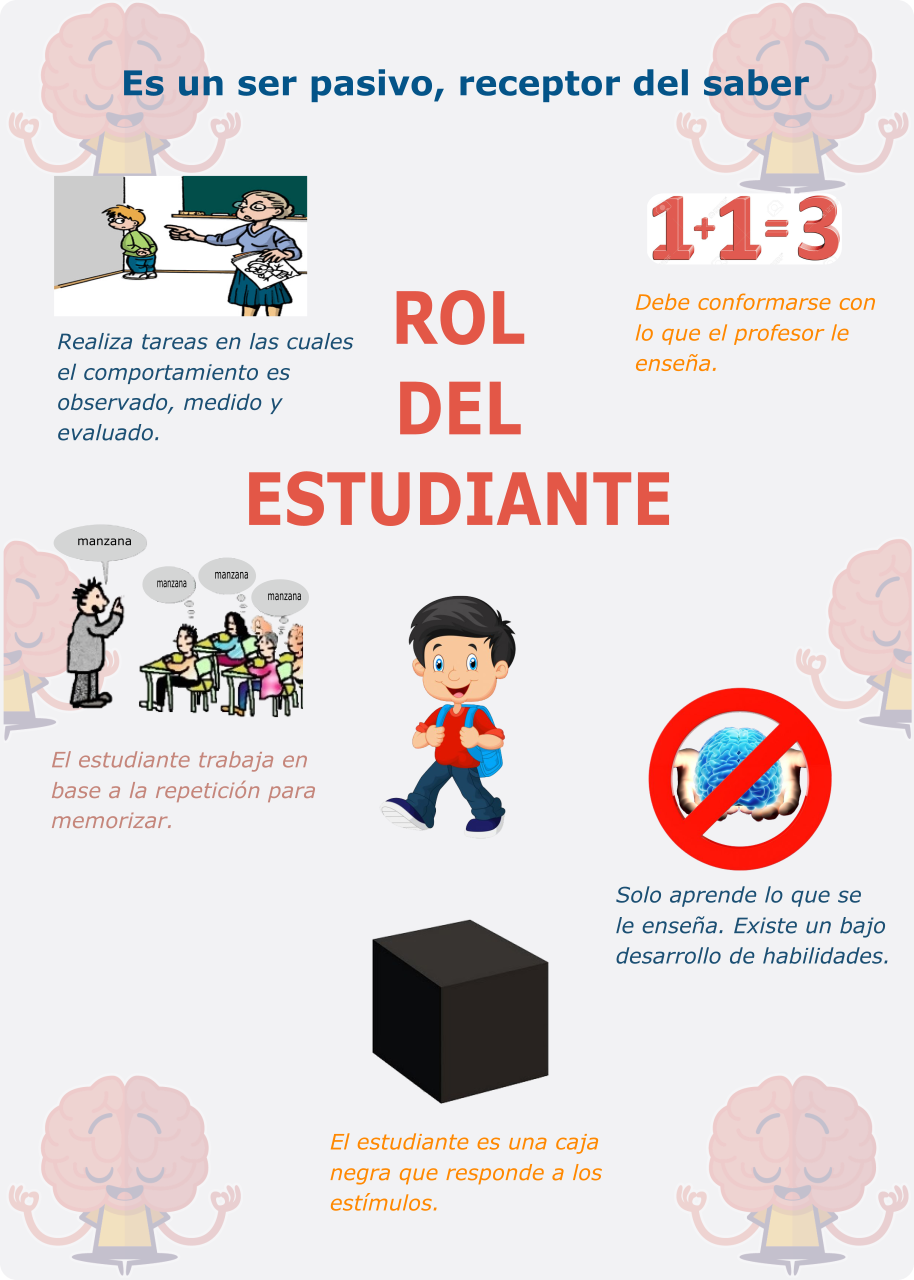 Es un ser pasivo, receptor del saber
1+1=3
Debe conformarse con
lo que el profesor le
enseña.
Realiza tareas en las cuales
el comportamiento es
observado, medido y
evaluado.
ROL
DEL
ESTUDIANTE
manzana
manzana
manzana
manzana
El estudiante trabaja en
base a la repetición para
memorizar.
Solo aprende lo que se
le enseña. Existe un bajo
desarrollo de habilidades.
El estudiante es una caja
negra que responde a los
estímulos.